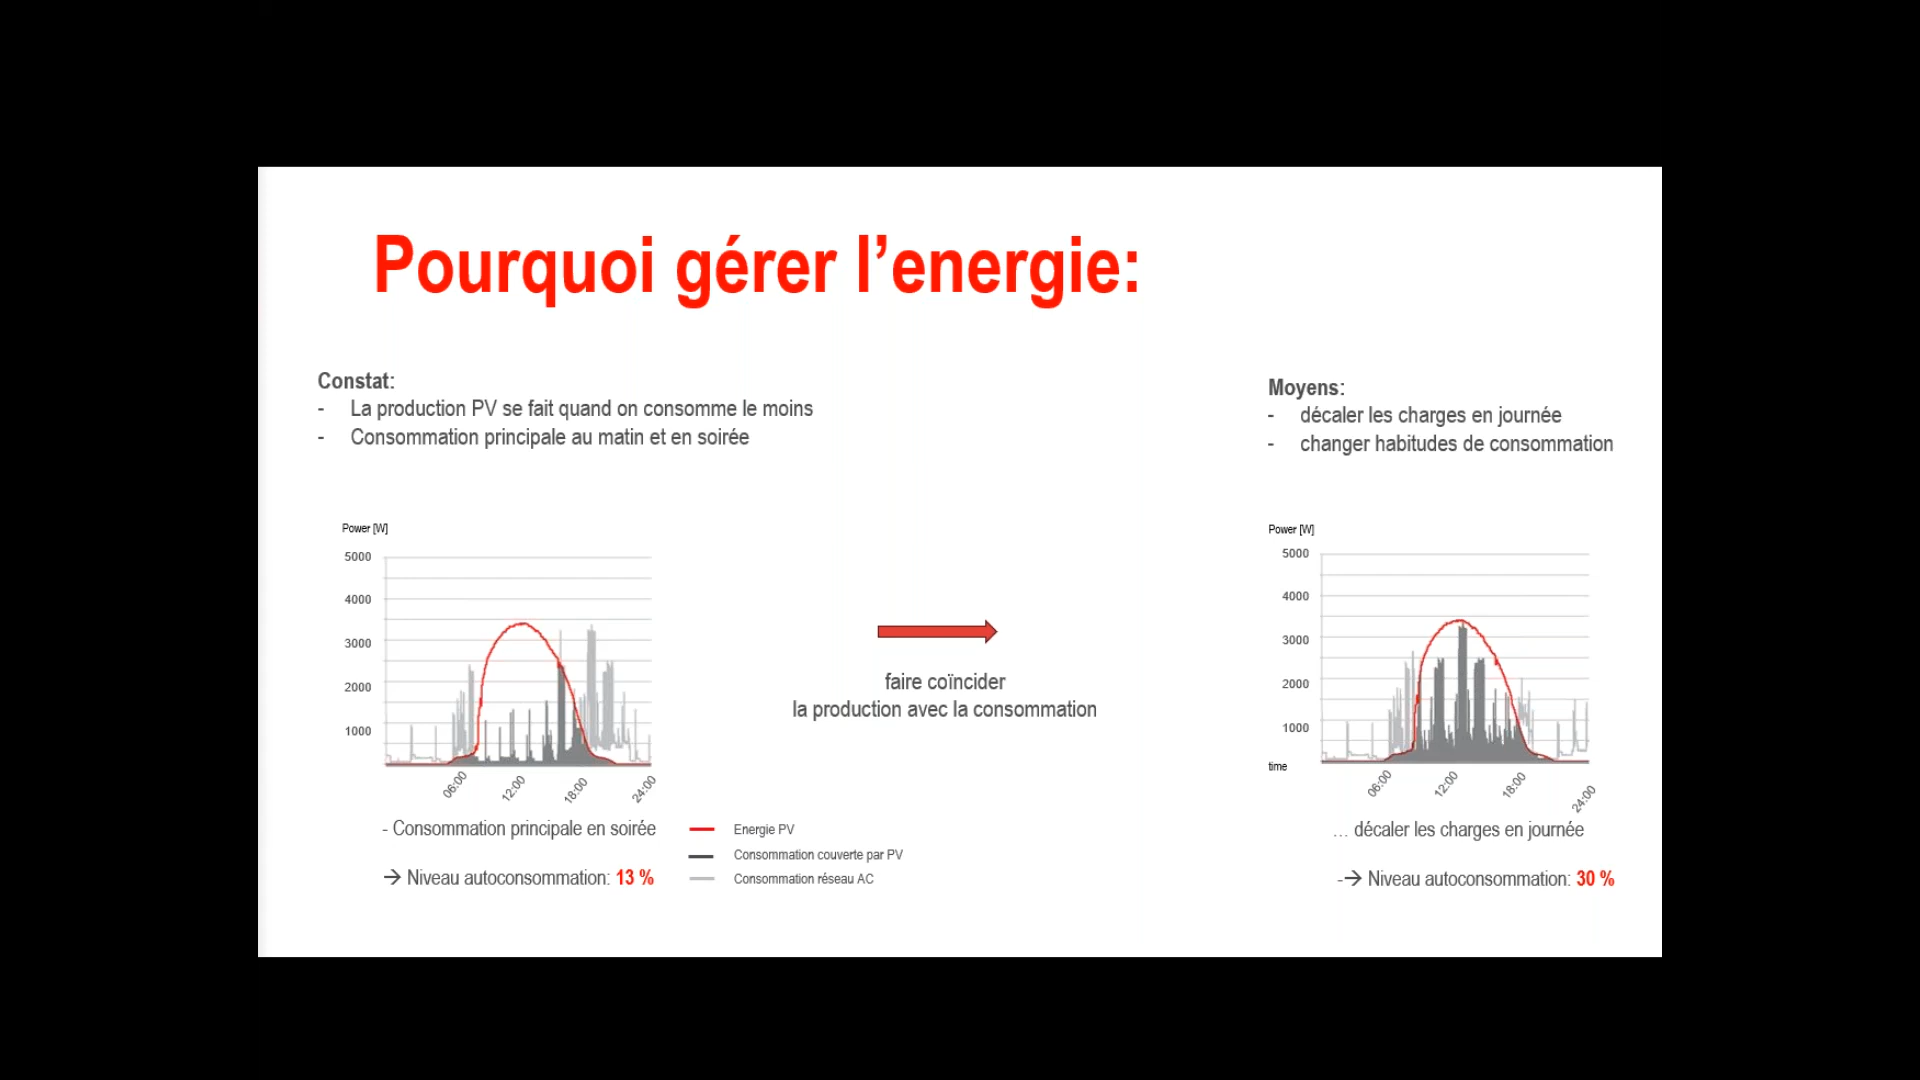 Pourquoi gérer l’energie:
Constat:
- La production PV se fait quand on consomme le moins
- Consommation principale au matin et en soirée
Moyens:
- décaler les charges en journée
- changer habitudes de consommation
Power [W]
5000
4000
3000
2000
1000
06:00
12:00
18:00
24:00
- Consommation principale en soirée
→ Niveau autoconsommation: 13 %
faire coïncider
la production avec la consommation
Energie PV
Consommation couverte par PV
Consommation réseau AC
Power [W]
5000
4000
3000
2000
1000
time
06:00
12:00
18:00
24:00
... décaler les charges en journée
-→ Niveau autoconsommation: 30 %